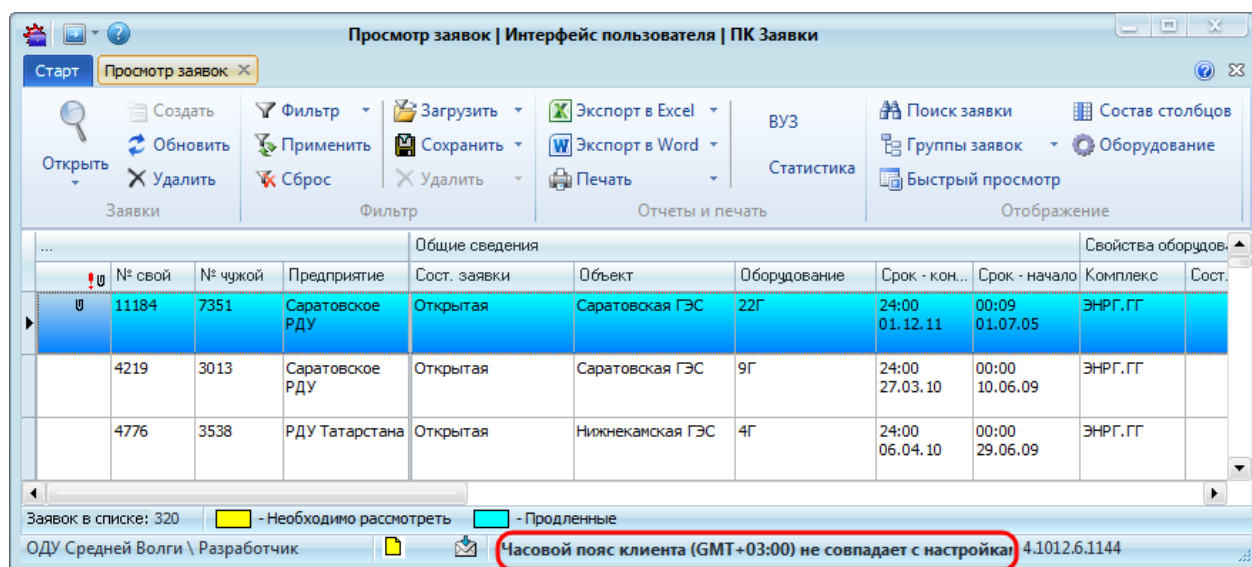 Просмотр заявок | Интерфейс пользователя | ПК Заявки
Старт Просмотр заявок
Создать Фильтр Загрузить Экспорт в Excel ВУЗ Поиск заявки Состав столбцов
Открыть Обновить Применить Сохранить Экспорт в Word Статистика Группы заявок Оборудование
Удалить Сброс Удалить Печать Быстрый просмотр
Заявки Фильтр Отчеты и печать Отображение
... Общие сведения Свойства оборудов
№ свой № чужой Предприятие Сост. заявки Объект Оборудование Срок - кон... Срок - начало Комплекс Сост.
11184 7351 Саратовское Открытая Саратовская ГЭС 22Г 24:00 00:09 ЭНРГ.ГГ
РДУ 01.12.11 01.07.05
4219 3013 Саратовское Открытая Саратовская ГЭС 9Г 24:00 00:00 ЭНРГ.ГГ
РДУ 27.03.10 10.06.09
4776 3538 РДУ Татарстана Открытая Нижнекамская ГЭС 4Г 24:00 00:00 ЭНРГ.ГГ
06.04.10 29.06.09
Заявок в списке: 320 - Необходимо рассмотреть - Продленные
ОДУ Средней Волги \ Разработчик Часовой пояс клиента (GMT+03:00) не совпадает с настройка 4.1012.6.1144